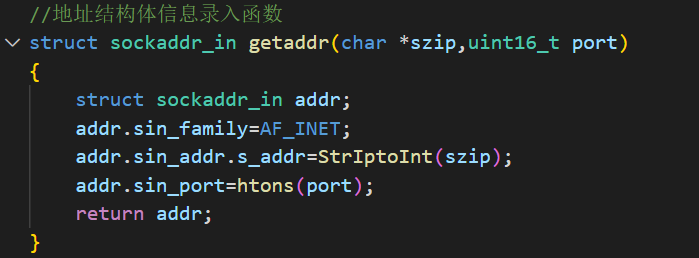 //地址结构体信息录入函数
struct sockaddr_in getaddr(char *szip,uint16_t port)
{
    struct sockaddr_in addr;
    addr.sin_family=AF_INET;
    addr.sin_addr.s_addr=StrIptoInt(szip);
    addr.sin_port=htons(port);
    return addr;
}